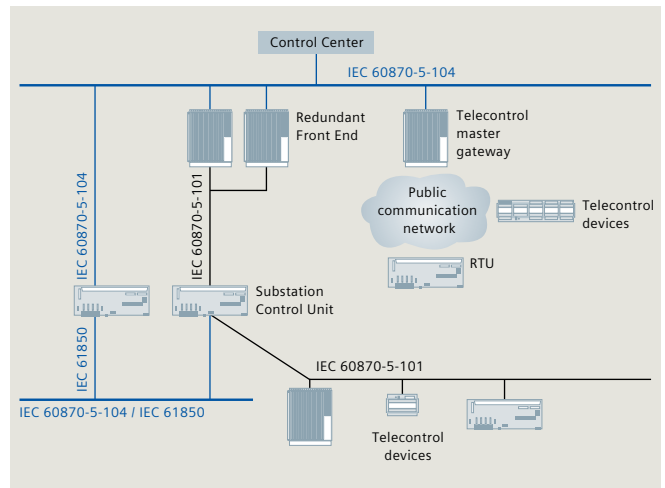 Control Center
IEC 60870-5-104
Redundant
Front End
Telecontrol
master
gateway
IEC 60870-5-104
IEC 60870-5-101
Public
communication
network
Telecontrol
devices
RTU
Substation
Control Unit
IEC 61850
IEC 60870-5-101
IEC 60870-5-104 / IEC 61850
Telecontrol
devices